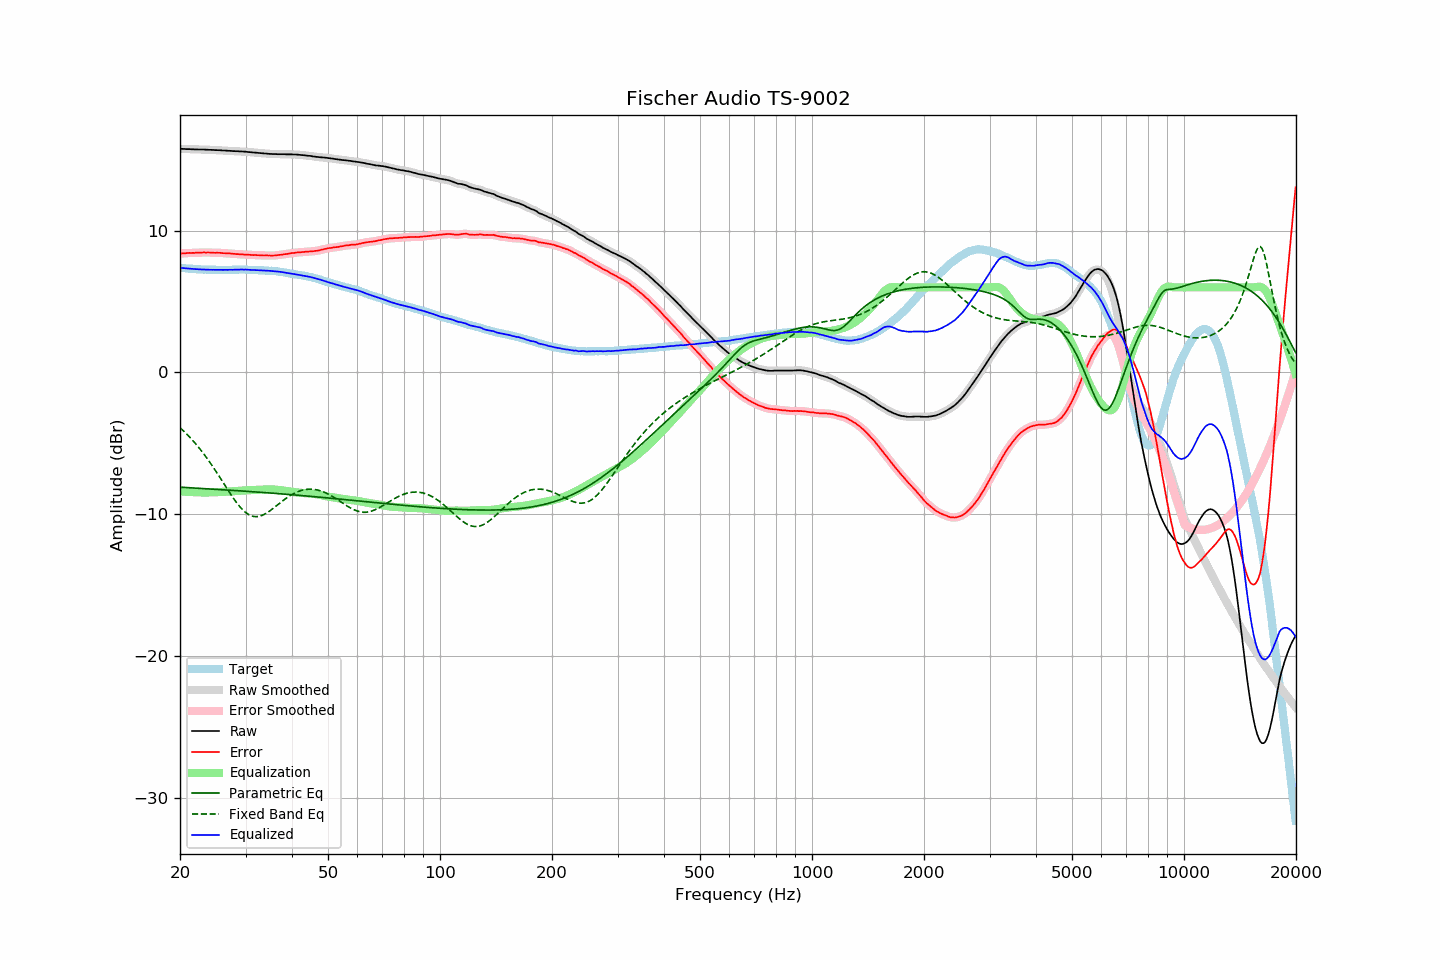 Fischer Audio TS-9002
Amplitude (dBr)
10
0
−10
−20
−30
Target
Raw Smoothed
Error Smoothed
Raw
Error
Equalization
Parametric Eq
Fixed Band Eq
Equalized
20 50 100 200 500 1000 2000 5000 10000 20000
Frequency (Hz)